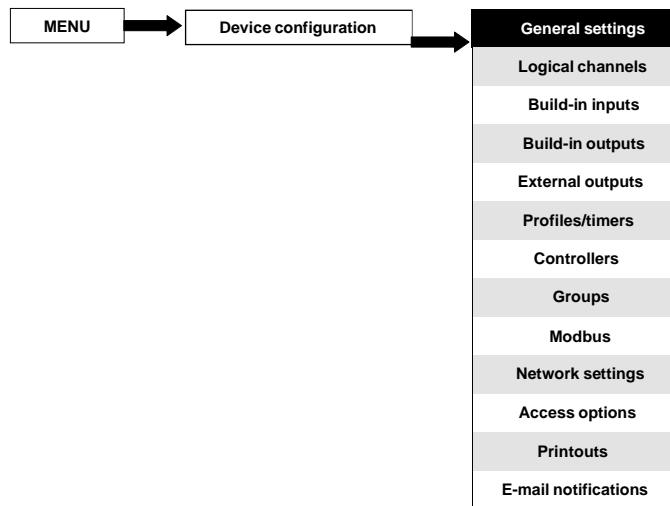 MENU
Device configuration
General settings
Logical channels
Build-in inputs
Build-in outputs
External outputs
Profiles/timers
Controllers
Groups
Modbus
Network settings
Access options
Printouts
E-mail notifications